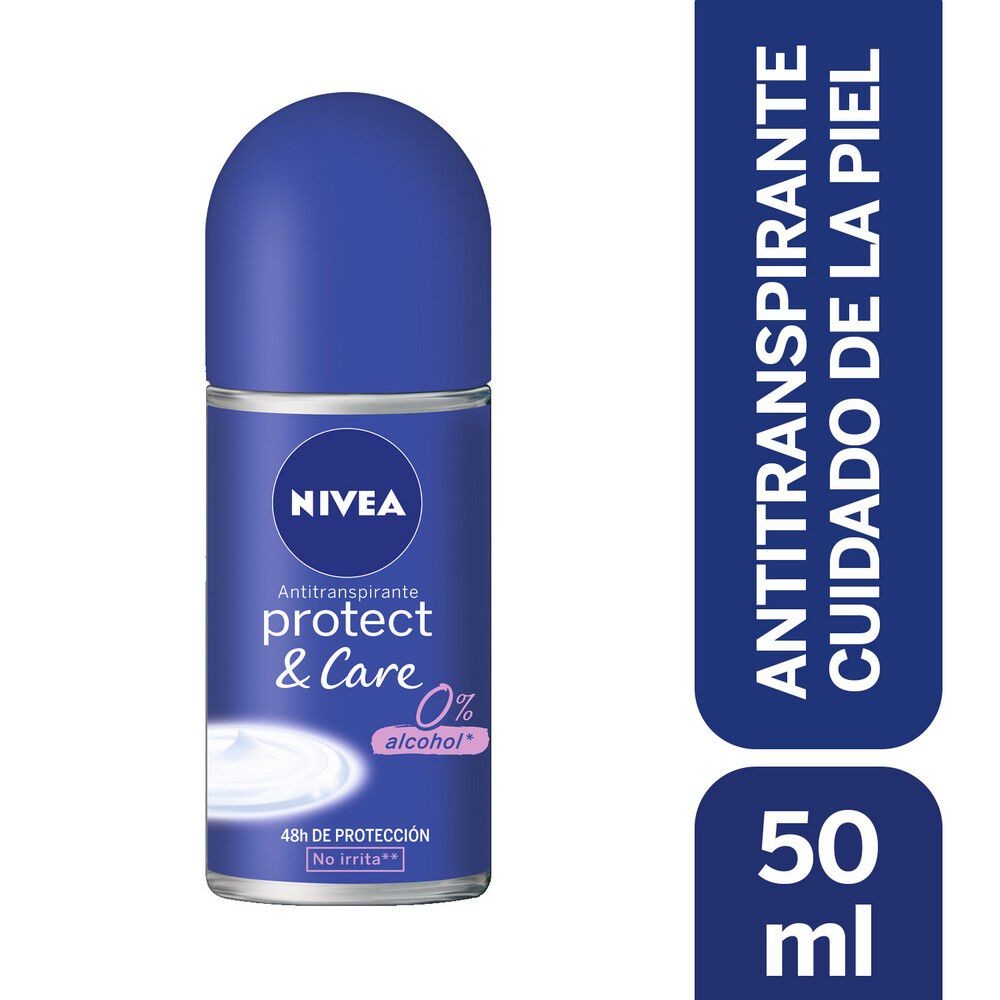 NIVEA
Antitranspirante
protect
& Care
0%
alcohol*
48h DE PROTECCIÓN
No irrita**
ANTITRANSPIRANTE
CUIDADO DE LA PIEL
50
ml